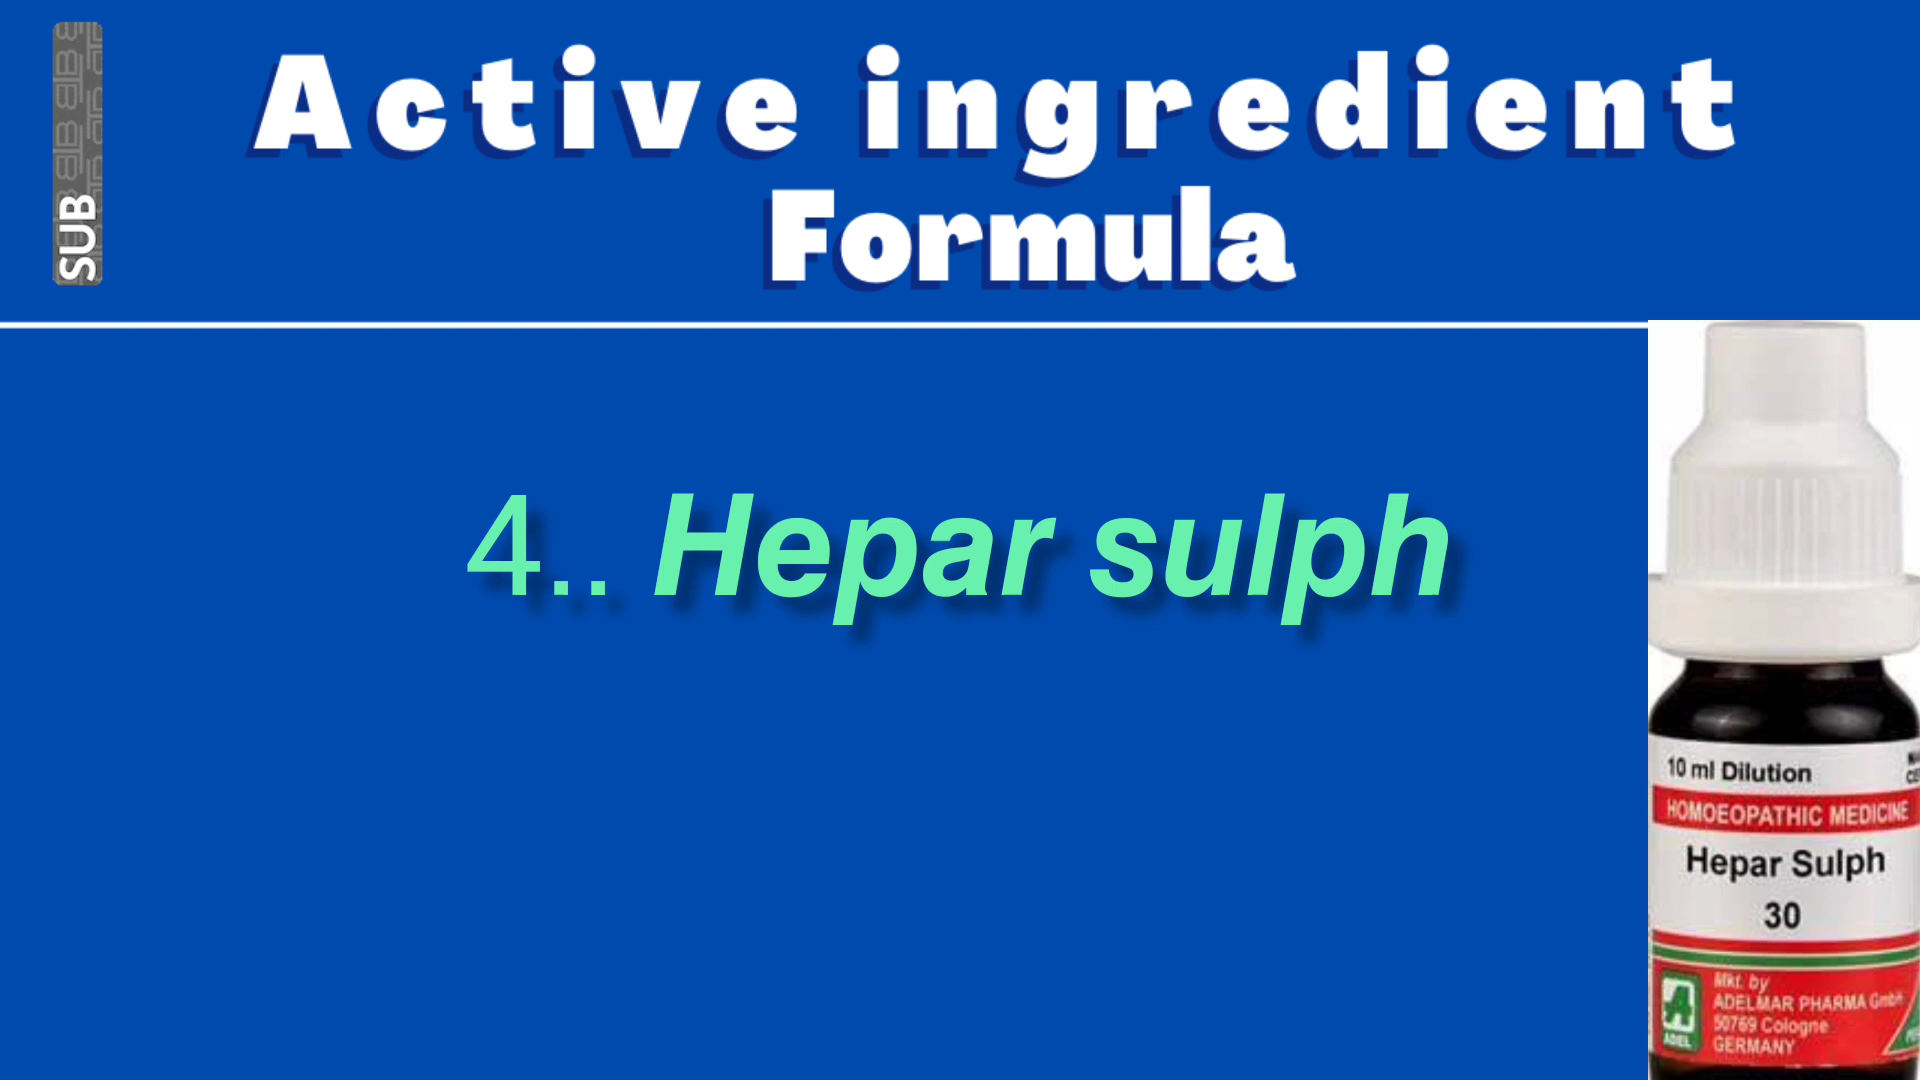 SUB
Active ingredient
Formula
4.. Hepar sulph
10 ml Dilution
HOMOEOPATHIC MEDICINE
Hepar Sulph
30
Mkt. by
ADELMAR PHARMA GmbH
50769 Cologne
GERMANY
ADEL